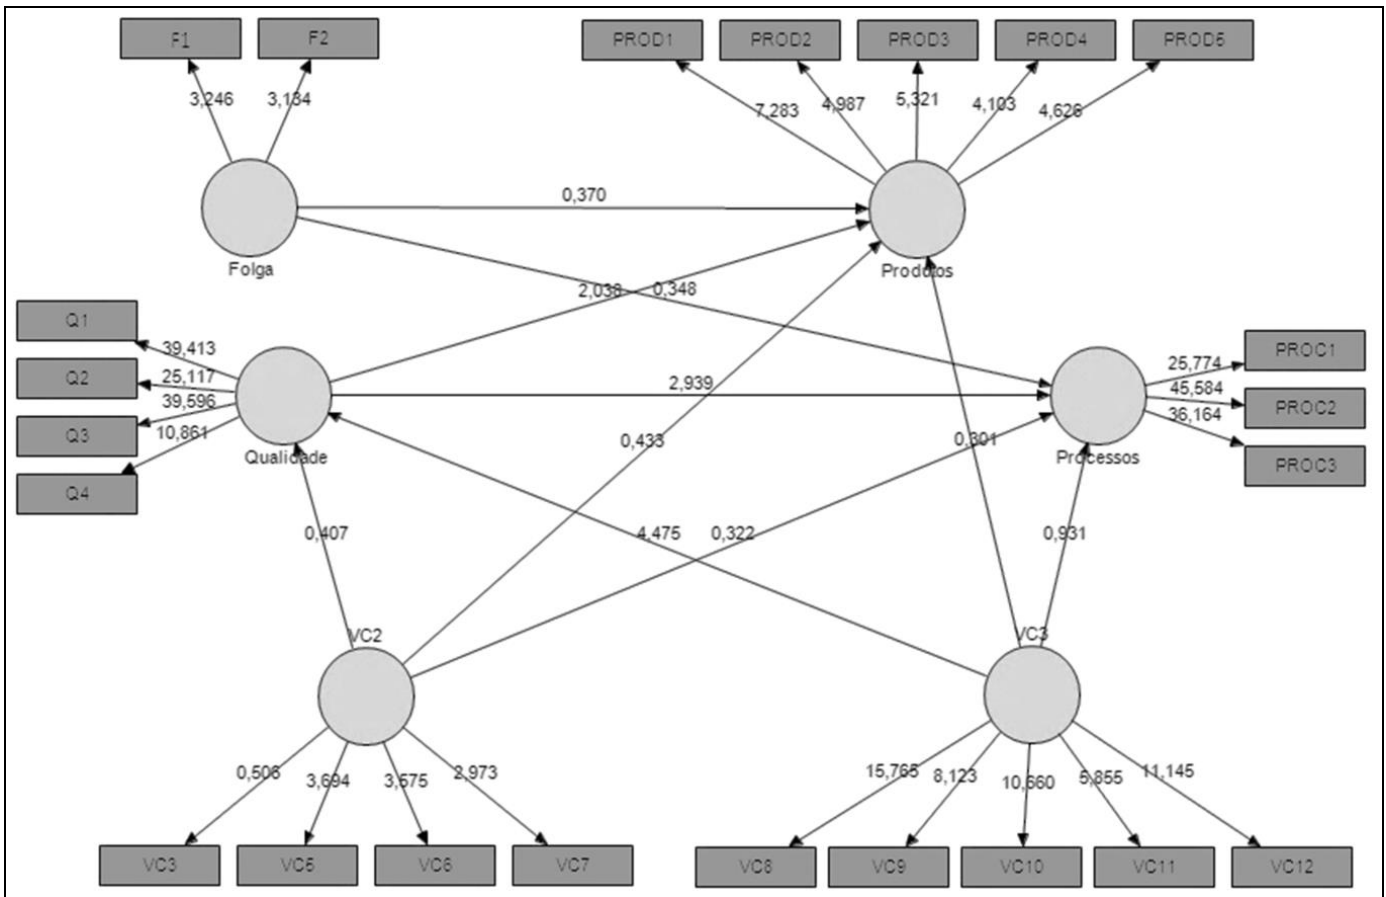 F1 F2 PROD1 PROD2 PROD3 PROD4 PROD5
3,246 3,134 7,283 4,987 5,321 4,103 4,626
0,370
Folga Produtos
2,038 0,348
Q1
39,413
Q2
25,117
Q3
39,596
Q4
10,861
Qualidade
2,939
PROC1
25,774
PROC2
45,584
PROC3
36,164
Processos
0,433 0,301
0,407 4,475 0,322 0,931
VC2 VC3
0,506 3,694 3,575 2,973 15,765 8,123 10,660 5,855 11,145
VC3 VC5 VC6 VC7 VC8 VC9 VC10 VC11 VC12